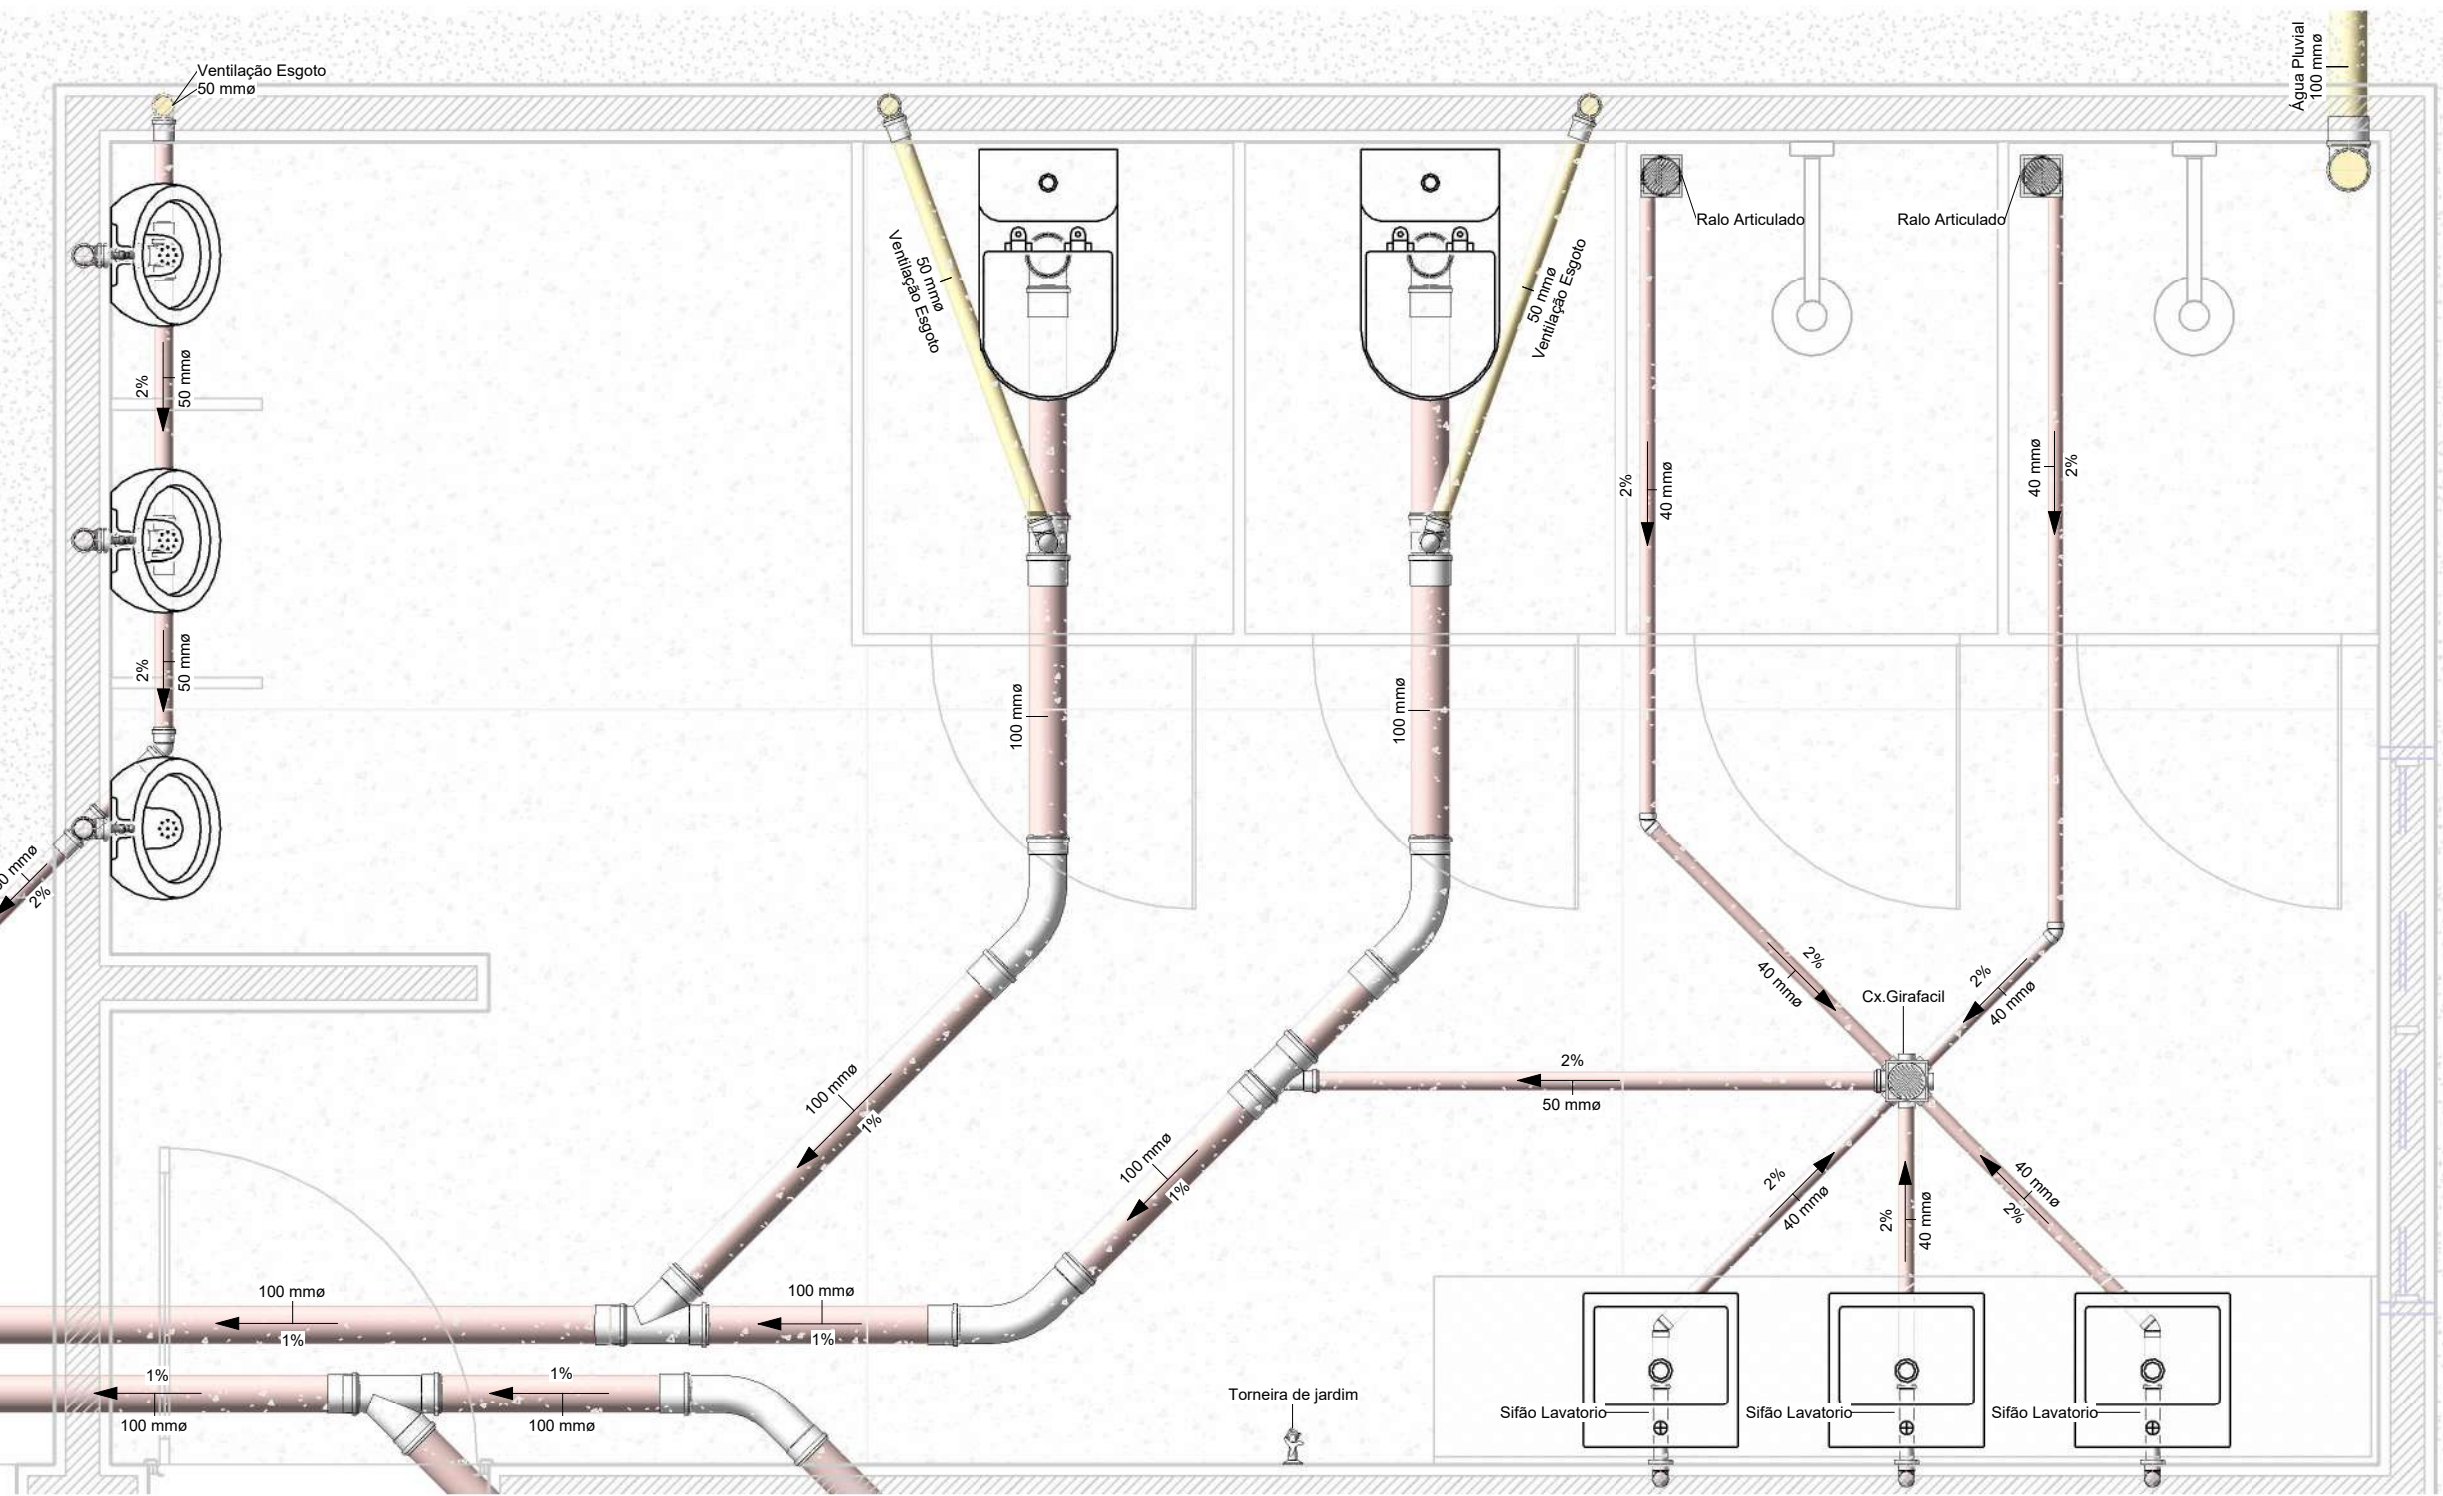 Ventilação Esgoto
50 mmø
Água Pluvial
100 mmø
Ralo Articulado
Ralo Articulado
50 mmø
Ventilação Esgoto
50 mmø
Ventilação Esgoto
2%
50 mmø
2%
40 mmø
40 mmø
2%
2%
50 mmø
100 mmø
100 mmø
2%
2%
40 mmø
2%
40 mmø
Cx.Girafacil
100 mmø
1%
2%
50 mmø
100 mmø
1%
2%
40 mmø
2%
40 mmø
40 mmø
2%
100 mmø
1%
100 mmø
1%
1%
100 mmø
1%
100 mmø
Torneira de jardim
Sifão Lavatorio
Sifão Lavatorio
Sifão Lavatorio